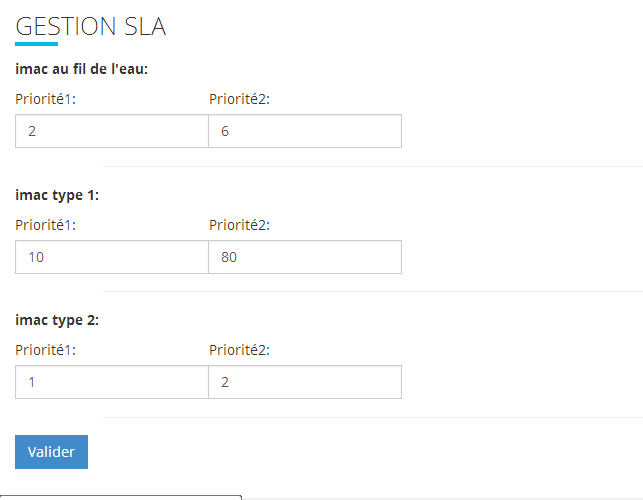 GESTION SLA
imac au fil de l'eau:
Priorité1: Priorité2:
2 6
imac type 1:
Priorité1: Priorité2:
10 80
imac type 2:
Priorité1: Priorité2:
1 2
Valider